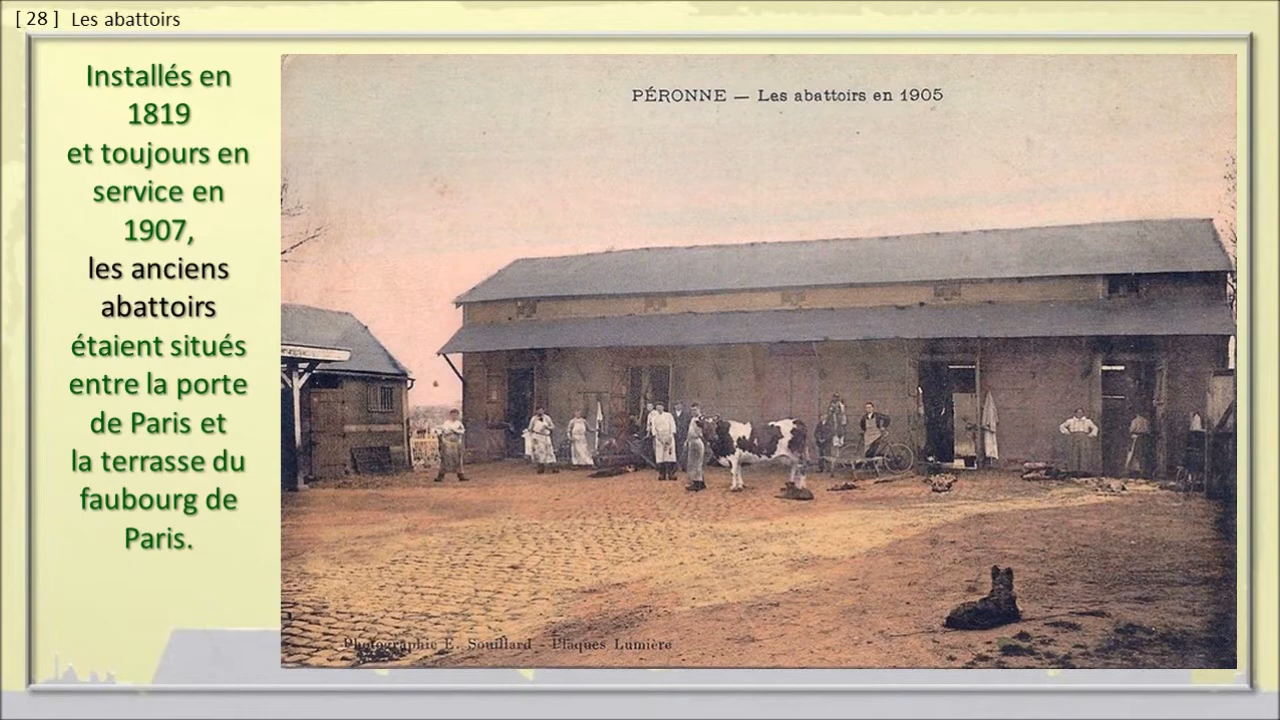 [ 28 ] Les abattoirs
Installés en
1819
et toujours en
service en
1907,
les anciens
abattoirs
étaient situés
entre la porte
de Paris et
la terrasse du
faubourg de
Paris.
PÉRONNE — Les abattoirs en 1905
Photographie E. Souillard - Plaques Lumière